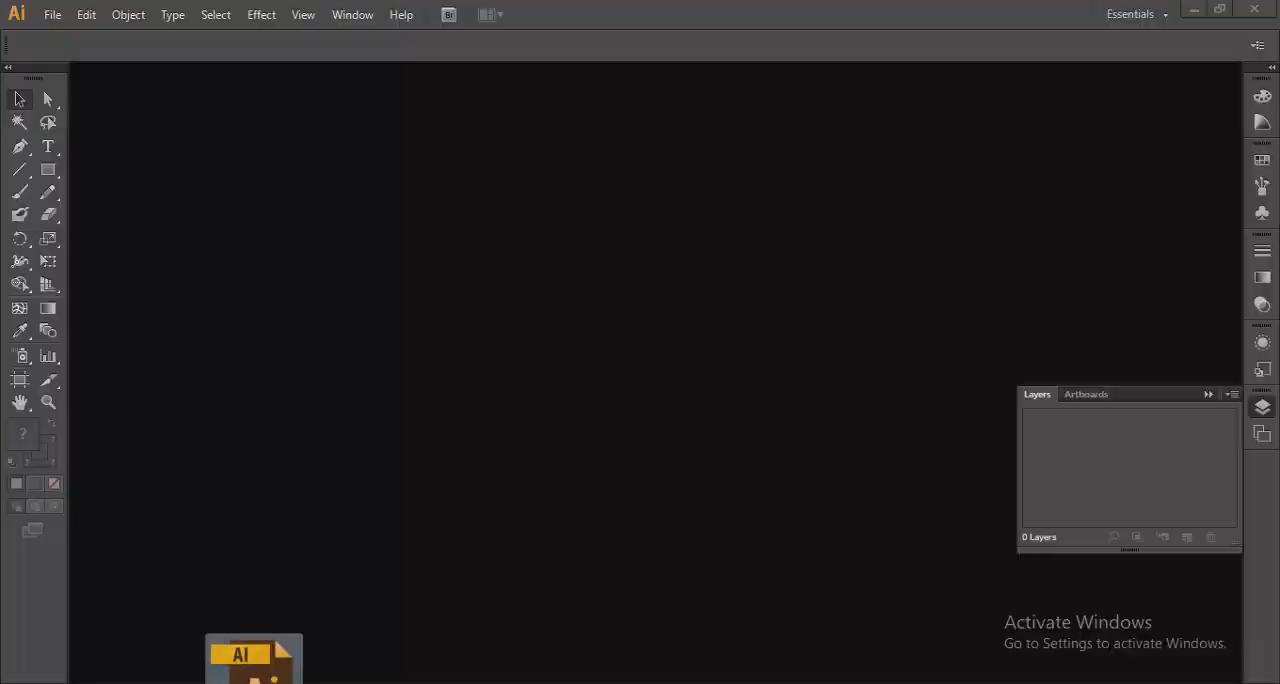 Ai File Edit Object Type Select Effect View Window Help Br Essentials
T
?
Layers Artboards
0 Layers
Activate Windows
Go to Settings to activate Windows.
AI
Ai